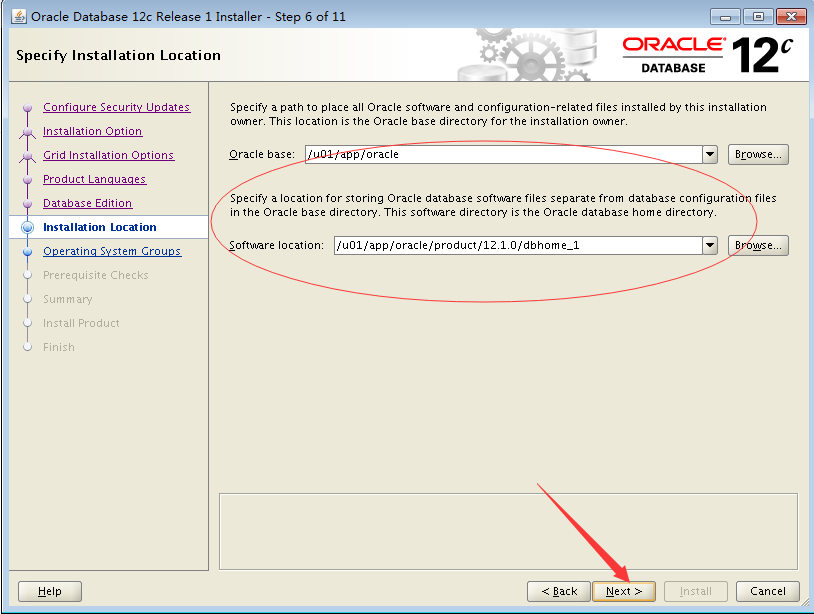 Oracle Database 12c Release 1 Installer - Step 6 of 11
Specify Installation Location
ORACLE®
DATABASE
12c
Configure Security Updates
Installation Option
Grid Installation Options
Product Languages
Database Edition
Installation Location
Operating System Groups
Prerequisite Checks
Summary
Install Product
Finish
Specify a path to place all Oracle software and configuration-related files installed by this installation
owner. This location is the Oracle base directory for the installation owner.
Oracle base: /u01/app/oracle Browse...
Specify a location for storing Oracle database software files separate from database configuration files
in the Oracle base directory. This software directory is the Oracle database home directory.
Software location: /u01/app/oracle/product/12.1.0/dbhome_1 Browse...
Help < Back Next > Install Cancel